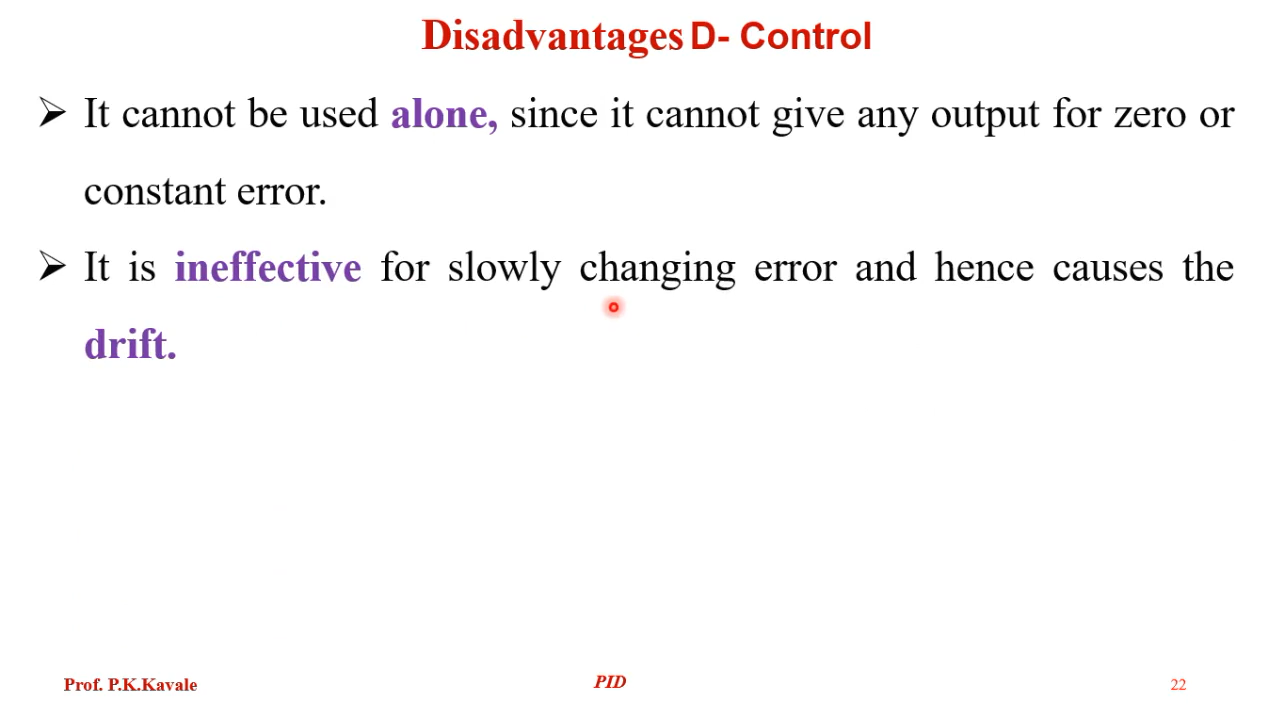 Disadvantages D- Control
➢ It cannot be used alone, since it cannot give any output for zero or
constant error.
➢ It is ineffective for slowly changing error and hence causes the
drift.
Prof. P.K.Kavale
PID
22